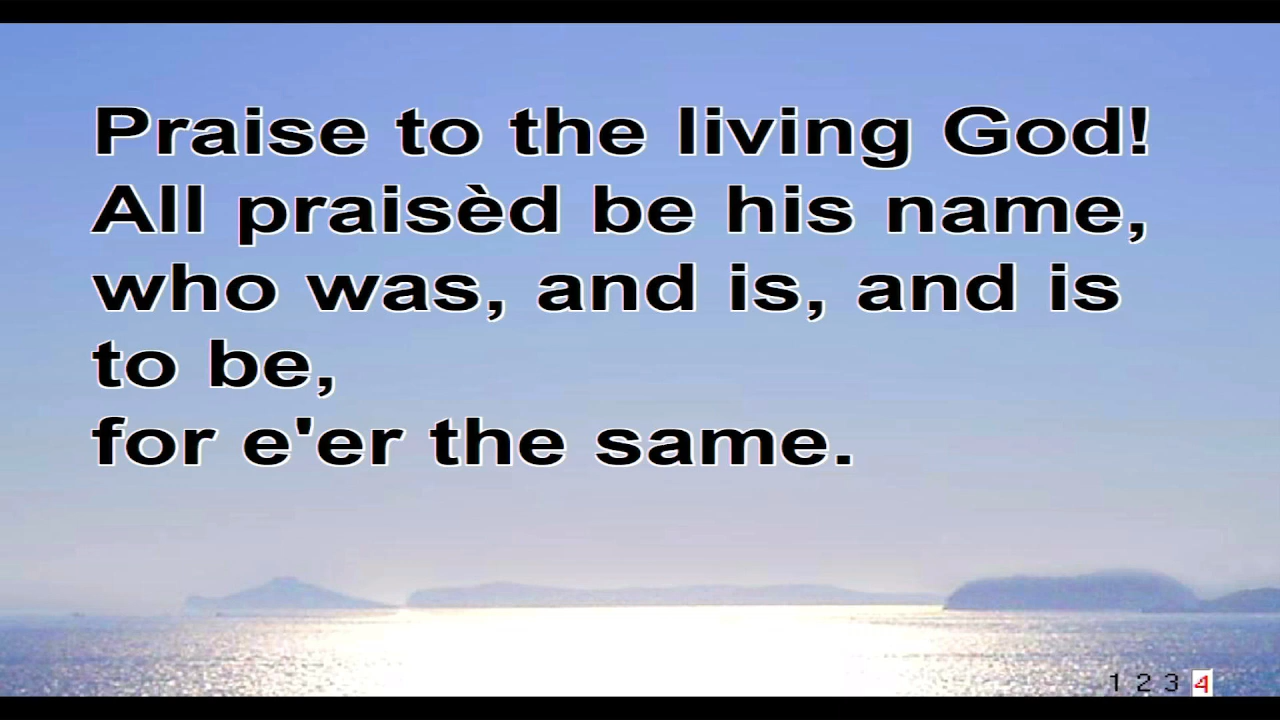 Praise to the living God!
All praisèd be his name,
who was, and is, and is
to be,
for e'er the same.
1 2 3 4